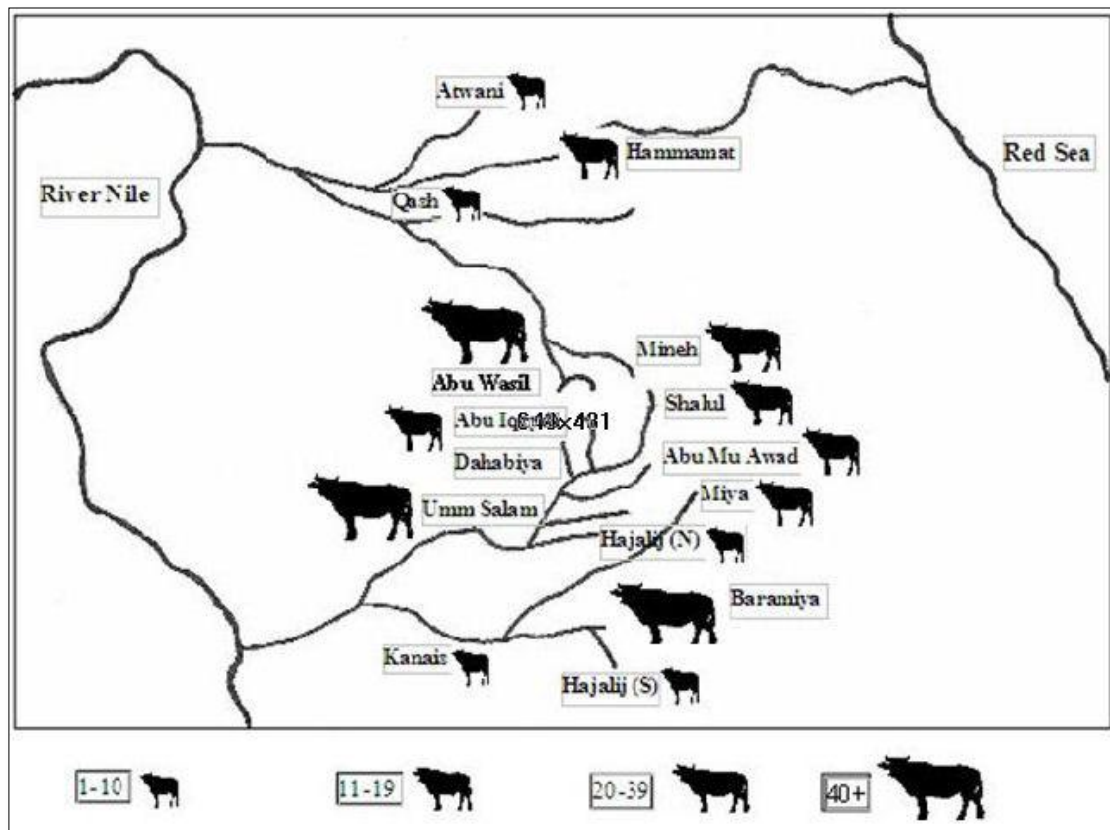 Atwani
Hammamat
Red Sea
River Nile
Qash
Mineh
Abu Wasil
Shalul
Abu
Abu Mu Awad
Dahabiya
Miya
Umm Salam
Hajalij (N)
Baramiya
Kanais
Hajalij (S)
1-10
11-19
20-39
40+